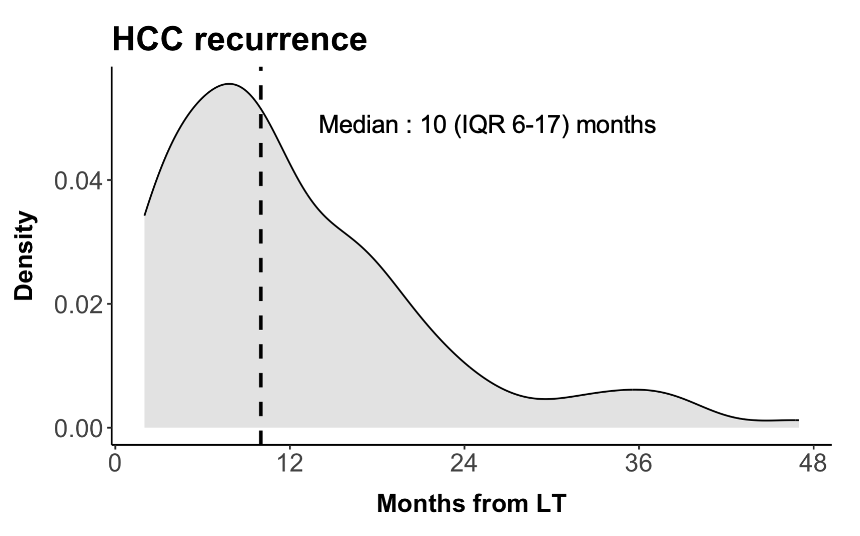 HCC recurrence
Median : 10 (IQR 6-17) months
Density
0.04
0.02
0.00
0 12 24 36 48
Months from LT